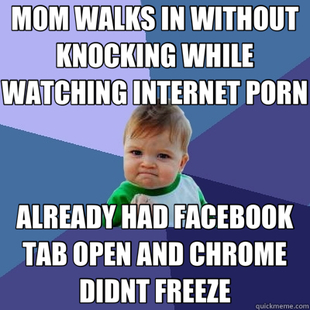 MOM WALKS IN WITHOUT
KNOCKING WHILE
WATCHING INTERNET PORN
ALREADY HAD FACEBOOK
TAB OPEN AND CHROME
DIDNT FREEZE
quickmeme.com